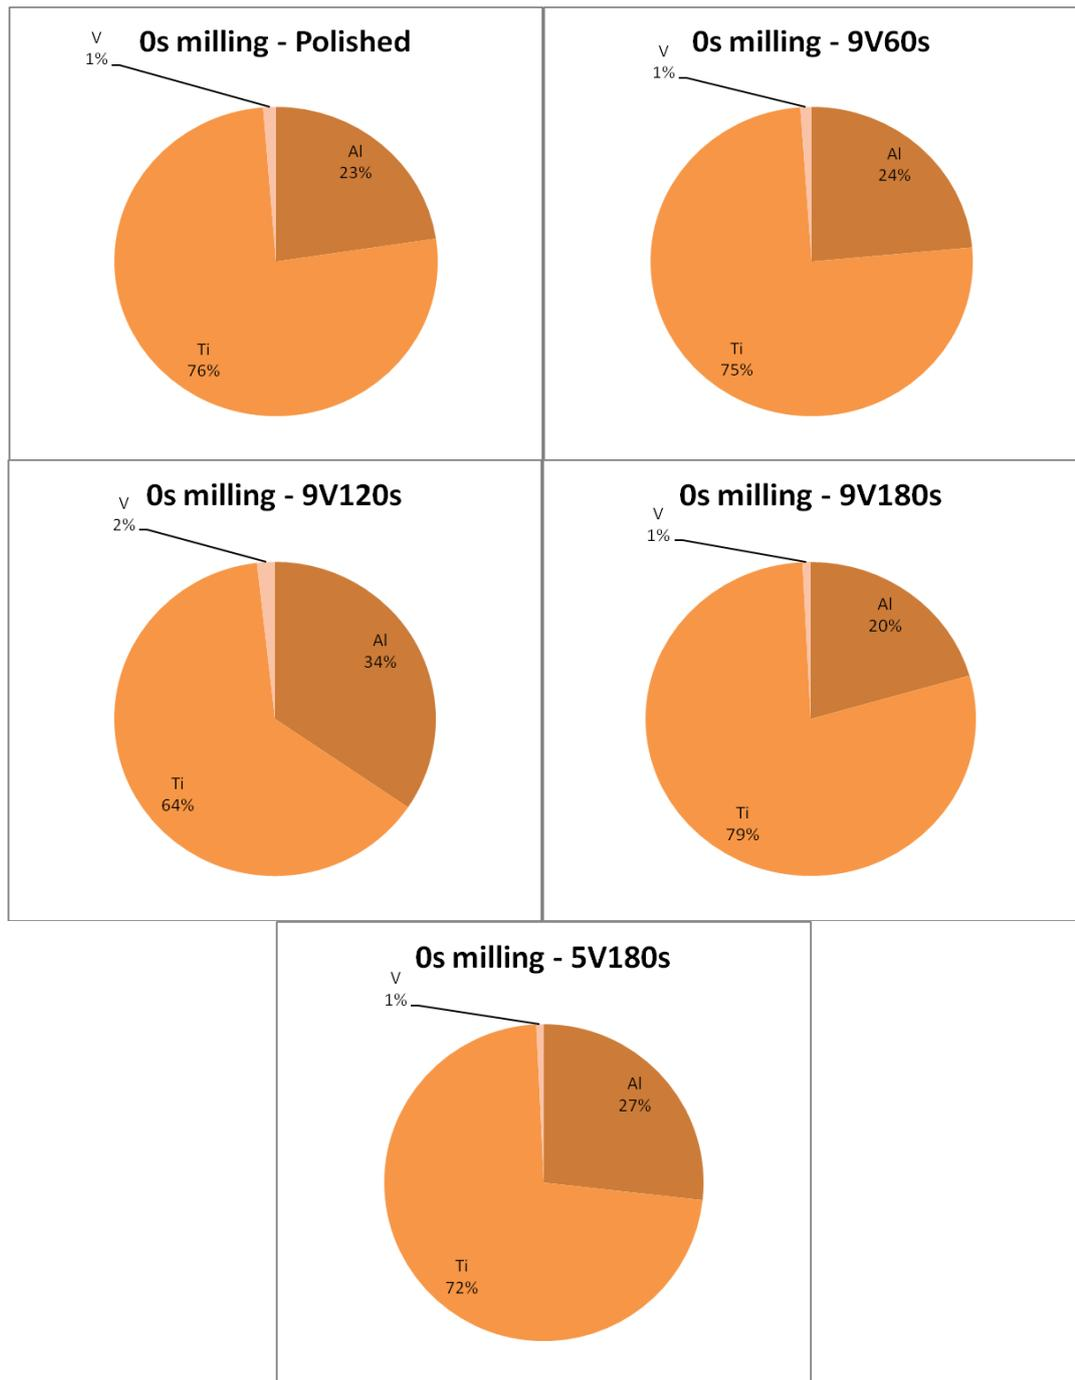 0s milling - Polished
V
1%
Al
23%
Ti
76%
0s milling - 9V60s
V
1%
Al
24%
Ti
75%
0s milling - 9V120s
V
2%
Al
34%
Ti
64%
0s milling - 9V180s
V
1%
Al
20%
Ti
79%
0s milling - 5V180s
V
1%
Al
27%
Ti
72%